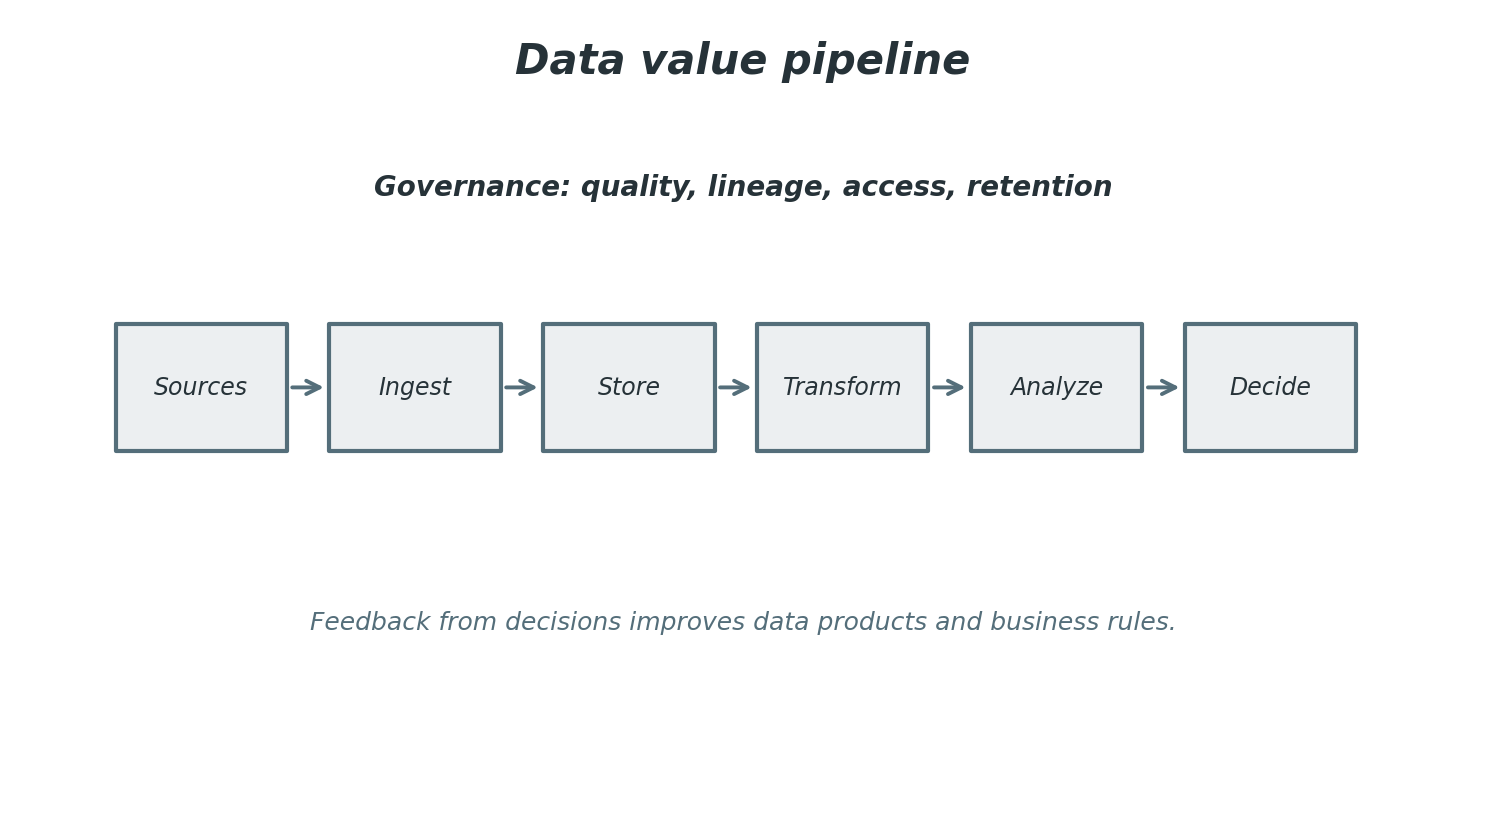 Data value pipeline
Governance: quality, lineage, access, retention
Sources
Ingest
Store
Transform
Analyze
Decide
Feedback from decisions improves data products and business rules.